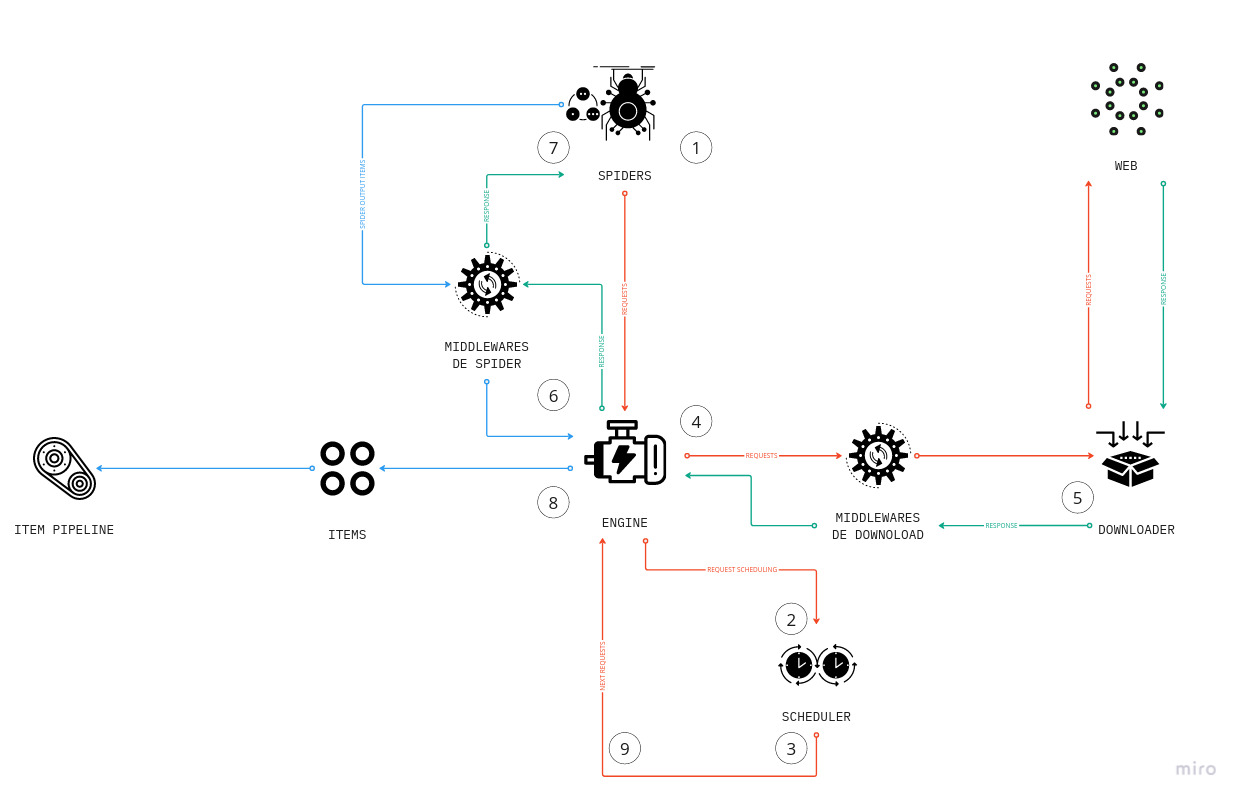 7
1
SPIDERS
WEB
SPIDER OUTPUT ITEMS
RESPONSE
REQUESTS
REQUESTS
RESPONSE
MIDDLEWARES
DE SPIDER
RESPONSE
6
4
REQUESTS
8
5
ENGINE
MIDDLEWARES
DE DOWNOLOAD
RESPONSE
DOWNLOADER
ITEM PIPELINE
ITEMS
REQUEST SCHEDULING
2
NEXT REQUESTS
SCHEDULER
9
3
miro